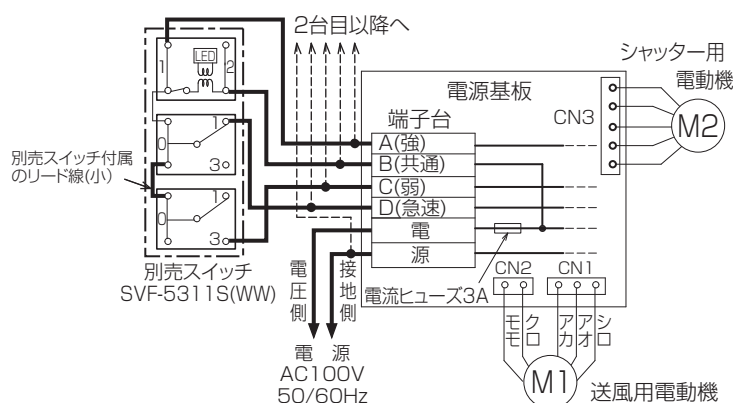 2台目以降へ
シャッター用
電動機
M2
CN3
電源基板
端子台
A(強)
B(共通)
C(弱)
D(急速)
電
源
LED
1
2
0
1
3
0
1
3
別売スイッチ付属
のリード線(小)
別売スイッチ
SVF-5311S(WW)
電圧側
接地側
電流ヒューズ3A
CN2
CN1
モモ
クロ
アカ
アオ
シロ
電 源
AC100V
50/60Hz
M1
送風用電動機